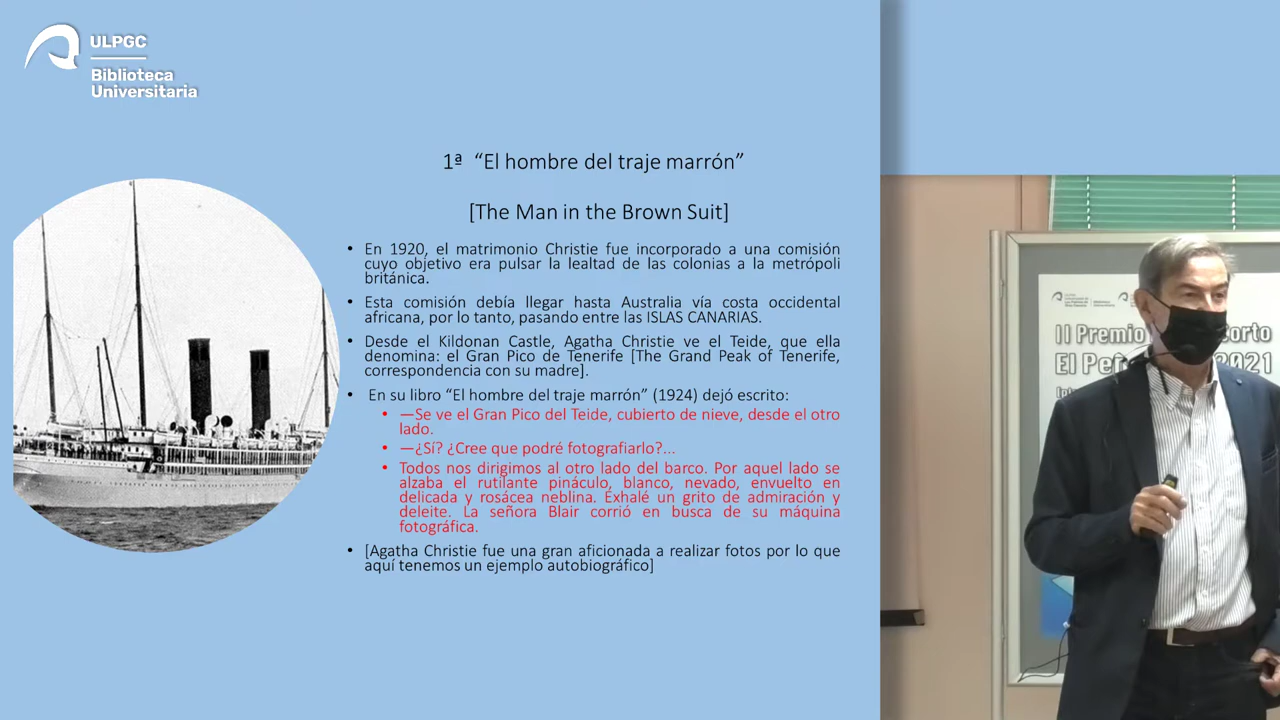 ULPGC
Biblioteca
Universitaria
1ª “El hombre del traje marrón”
[The Man in the Brown Suit]
• En 1920, el matrimonio Christie fue incorporado a una comisión
cuyo objetivo era pulsar la lealtad de las colonias a la metrópoli
británica.
• Esta comisión debía llegar hasta Australia vía costa occidental
africana, por lo tanto, pasando entre las ISLAS CANARIAS.
• Desde el Kildonan Castle, Agatha Christie ve el Teide, que ella
denomina: el Gran Pico de Tenerife [The Grand Peak of Tenerife,
correspondencia con su madre].
• En su libro “El hombre del traje marrón” (1924) dejó escrito:
• —Se ve el Gran Pico del Teide, cubierto de nieve, desde el otro
lado.
• —¿Sí? ¿Cree que podré fotografiarlo?...
• Todos nos dirigimos al otro lado del barco. Por aquel lado se
alzaba el rutilante pináculo, blanco, nevado, envuelto en
delicada y rosácea neblina. Exhalé un grito de admiración y
deleite. La señora Blair corrió en busca de su máquina
fotográfica.
• [Agatha Christie fue una gran aficionada a realizar fotos por lo que
aquí tenemos un ejemplo autobiográfico]
II Premio
El 2021